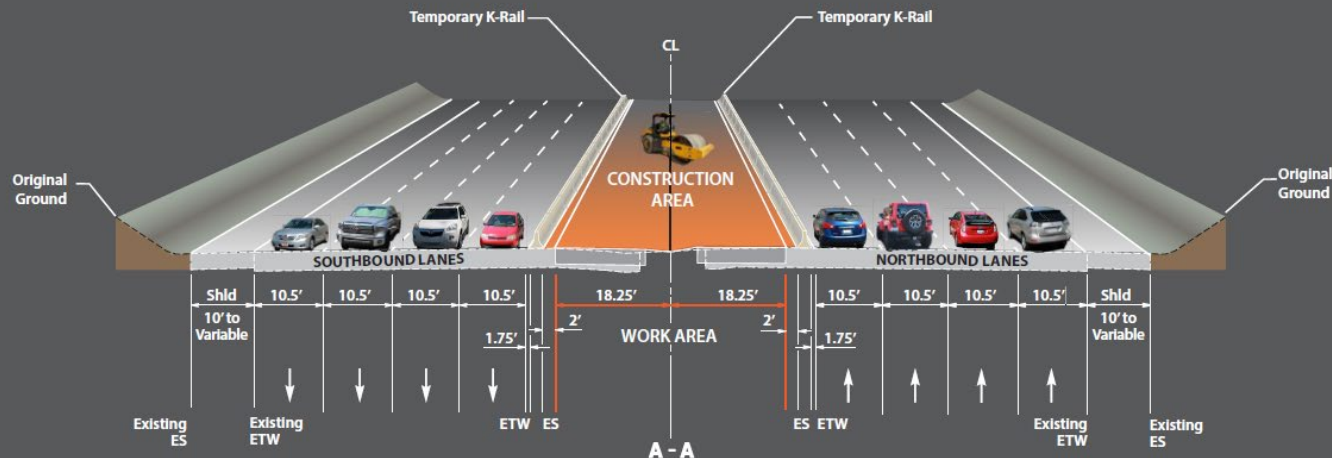 Temporary K-Rail
Temporary K-Rail
CL
Original
Ground
Original
Ground
CONSTRUCTION
AREA
SOUTHBOUND LANES
NORTHBOUND LANES
Shld
10.5'
10.5'
10.5'
10.5'
18.25'
18.25'
10.5'
10.5'
10.5'
10.5'
Shld
10' to
Variable
2'
WORK AREA
2'
10' to
Variable
1.75'
1.75'
Existing
ES
Existing
ETW
ETW
ES
ES
ETW
Existing
ETW
Existing
ES
A - A